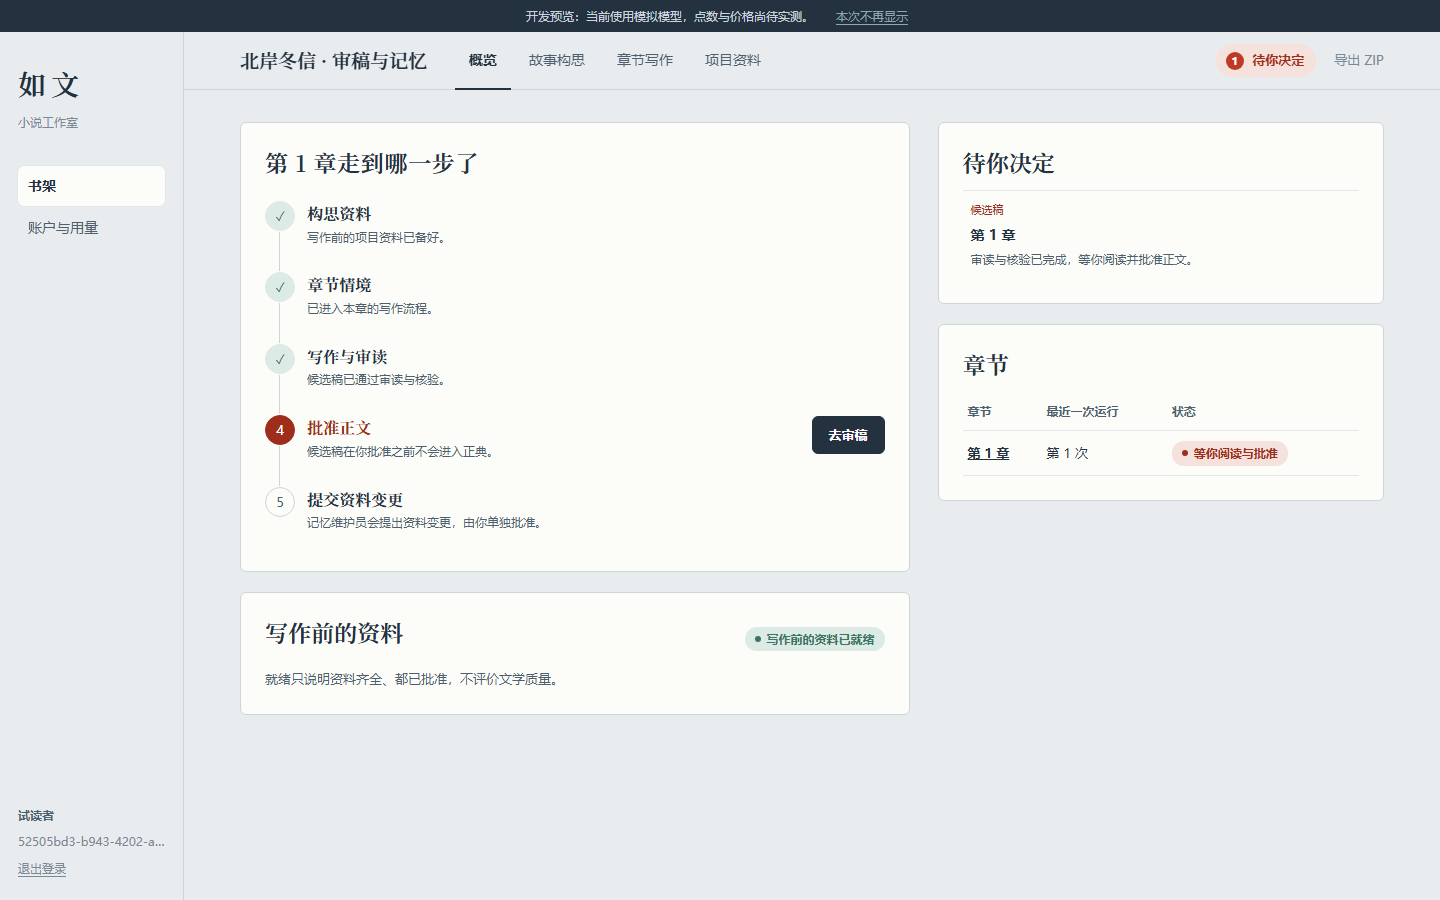 开发预览：当前使用模拟模型，点数与价格尚待实测。 本次不再显示
如文
小说工作室
书架
账户与用量
试读者
52505bd3-b943-4202-a...
退出登录
北岸冬信 · 审稿与记忆 概览 故事构思 章节写作 项目资料 1 待你决定 导出 ZIP
第 1 章走到哪一步了
✓ 构思资料
写作前的项目资料已备好。
✓ 章节情境
已进入本章的写作流程。
✓ 写作与审读
候选稿已通过审读与核验。
4 批准正文
候选稿在你批准之前不会进入正典。
去审稿
5 提交资料变更
记忆维护员会提出资料变更，由你单独批准。
写作前的资料
写作前的资料已就绪
就绪只说明资料齐全、都已批准，不评价文学质量。
待你决定
候选稿
第 1 章
审读与核验已完成，等你阅读并批准正文。
章节
章节 最近一次运行 状态
第 1 章 第 1 次 等你阅读与批准